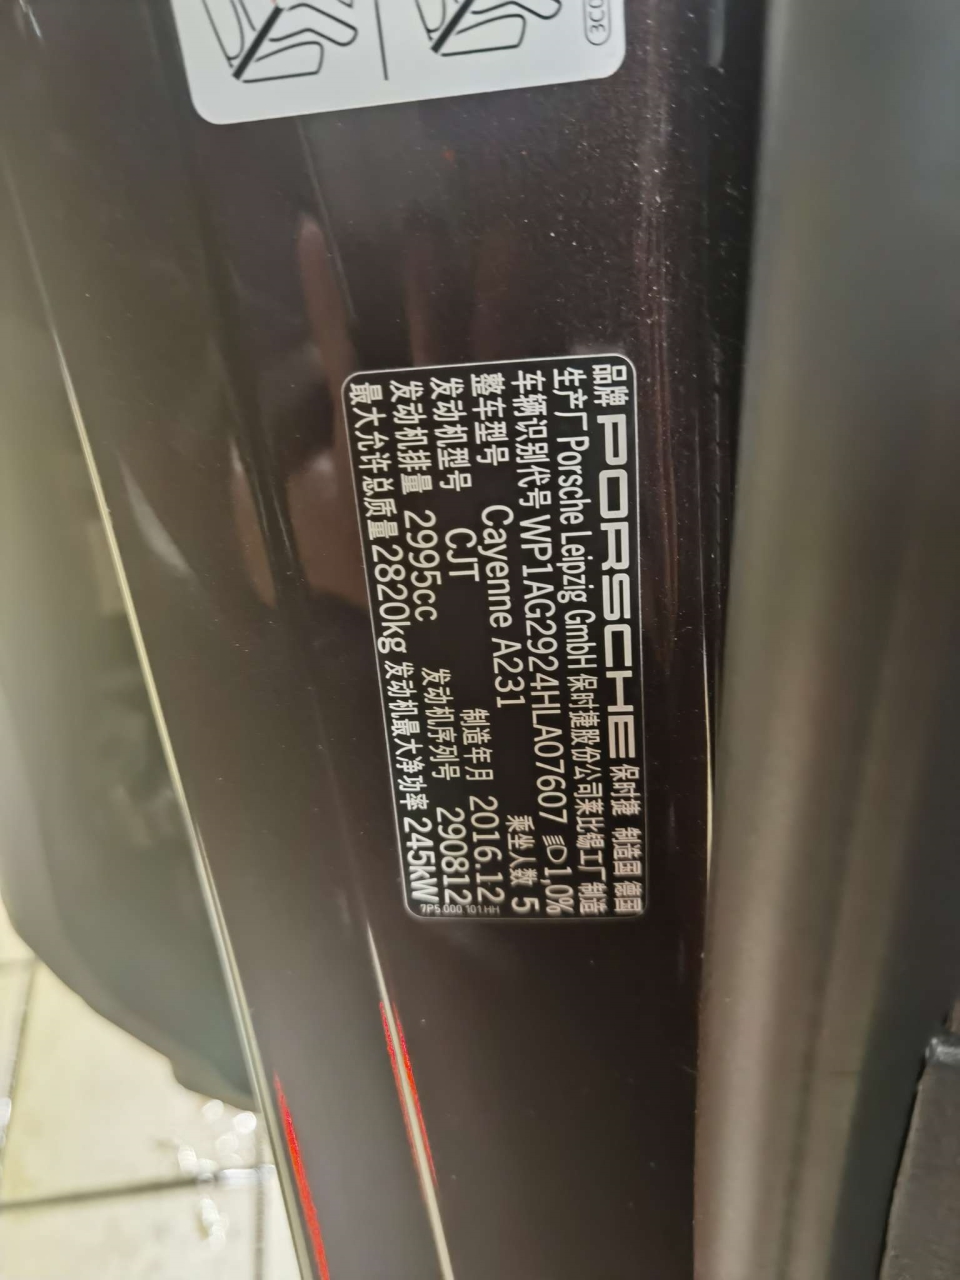 品牌 PORSCHE 保时捷 制造国 德国
生产厂 Porsche Leipzig GmbH 保时捷股份公司莱比锡工厂制造
车辆识别代号 WP1AG2924HLA07607 1,0%
整车型号 Cayenne A231 乘坐人数 5
发动机型号 CJT 制造年月 2016.12
发动机排量 2995cc 发动机序列号 290812
最大允许总质量 2820kg 发动机最大净功率 245kW
7P5.000 101.HH